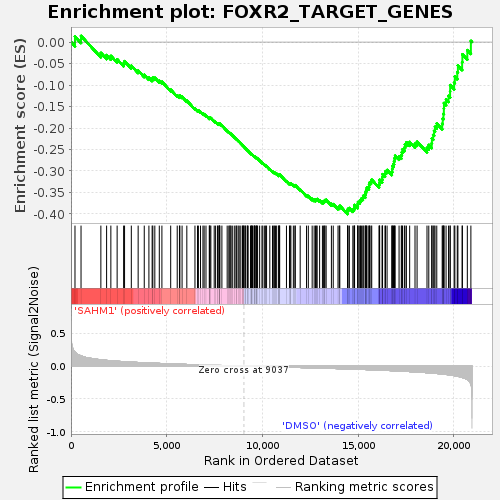 Enrichment plot: FOXR2_TARGET_GENES
Enrichment score (ES)
0.00
-0.05
-0.10
-0.15
-0.20
-0.25
-0.30
-0.35
-0.40
'SAHM1' (positively correlated)
Ranked list metric (Signal2Noise)
0.5
0.0
-0.5
-1.0
Zero cross at 9037
'DMSO' (negatively correlated)
0
5,000
10,000
15,000
20,000
Rank in Ordered Dataset
Enrichment profile
Hits
Ranking metric scores